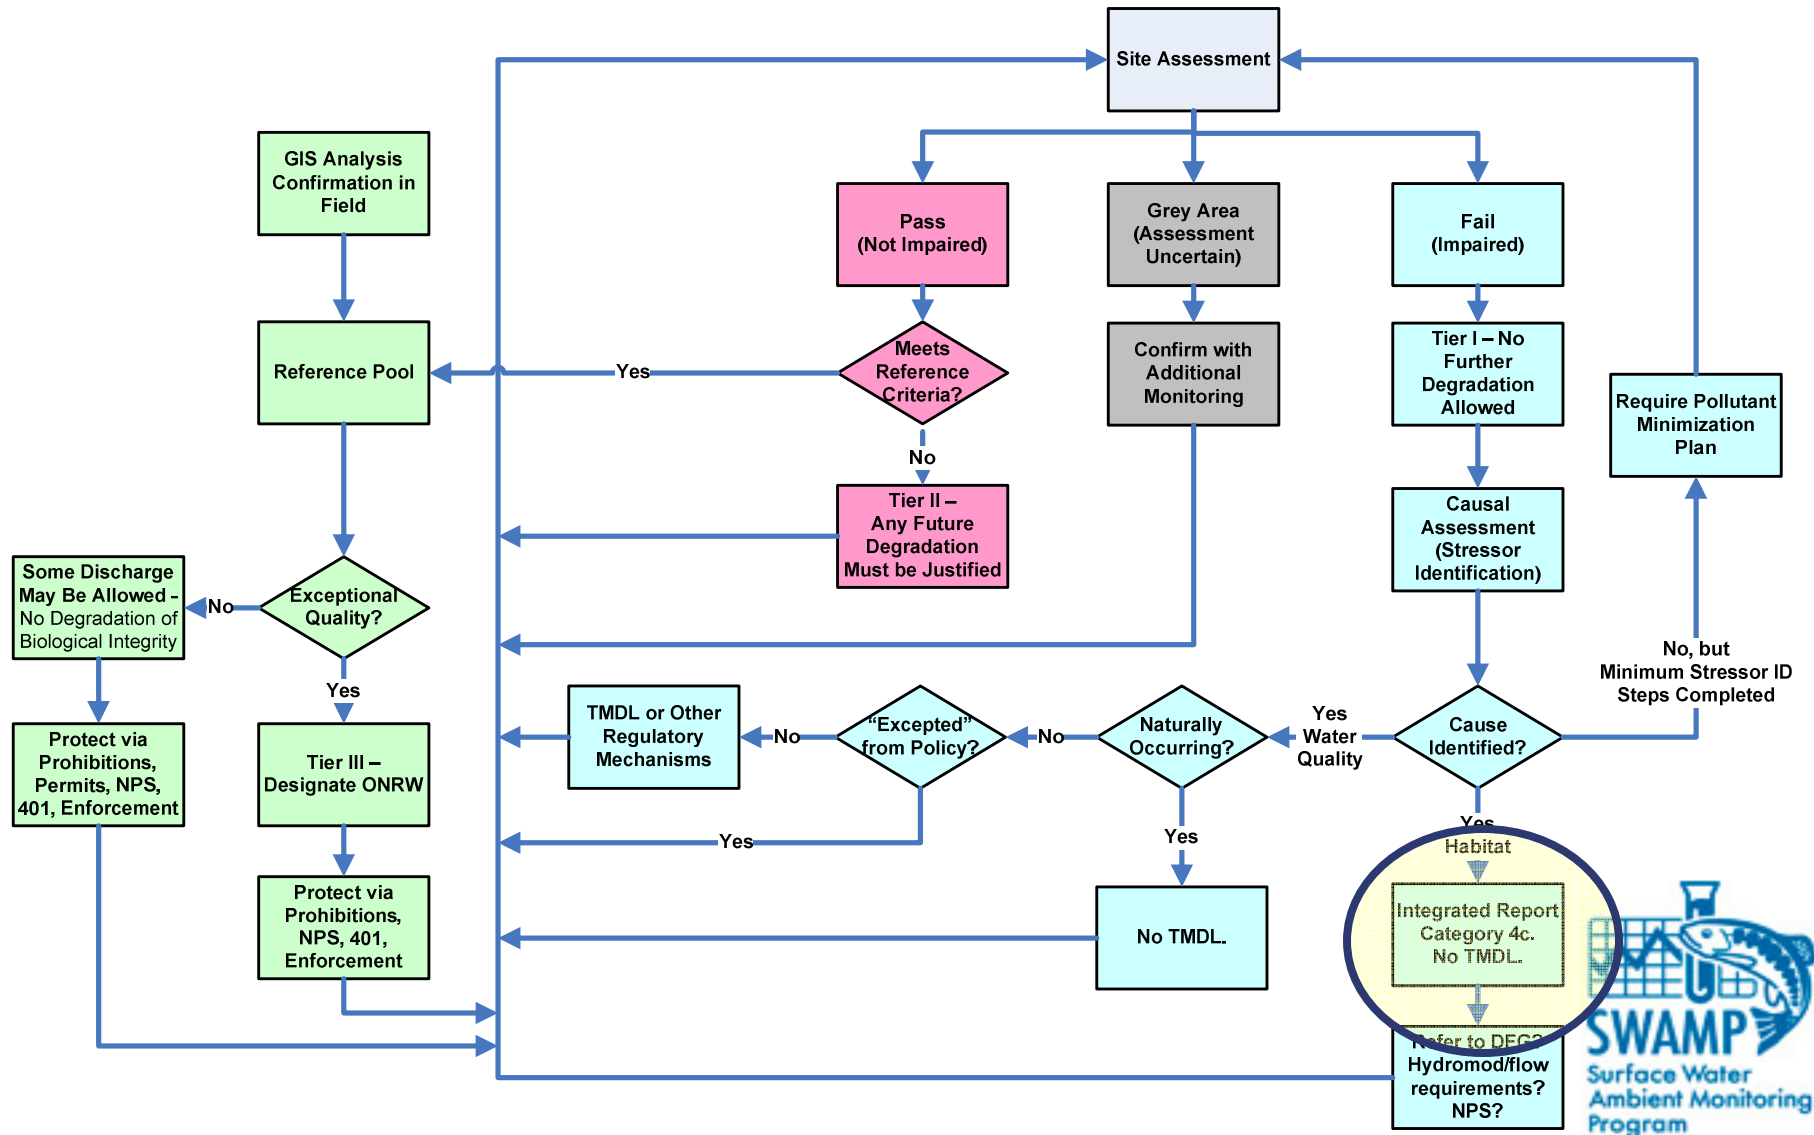 Site Assessment
GIS Analysis
Confirmation in
Field
Pass
(Not Impaired)
Grey Area
(Assessment
Uncertain)
Fail
(Impaired)
Reference Pool
Yes
Meets
Reference
Criteria?
Confirm with
Additional
Monitoring
Tier I – No
Further
Degradation
Allowed
Require Pollutant
Minimization
Plan
No
Tier II –
Any Future
Degradation
Must be Justified
Causal
Assessment
(Stressor
Identification)
Some Discharge
May Be Allowed -
No Degradation of
Biological Integrity
No
Exceptional
Quality?
Yes
No, but
Minimum Stressor ID
Steps Completed
Protect via
Prohibitions,
Permits, NPS,
401, Enforcement
Tier III –
Designate ONRW
TMDL or Other
Regulatory
Mechanisms
No
“Excepted”
from Policy?
No
Naturally
Occurring?
Yes
Water
Quality
Cause
Identified?
Yes
Yes
Yes
Habitat
Protect via
Prohibitions,
NPS, 401,
Enforcement
No TMDL.
Integrated Report
Category 4c.
No TMDL.
Refer to DFG?
Hydromod/flow
requirements?
NPS?
SWAMP
Surface Water
Ambient Monitoring
Program